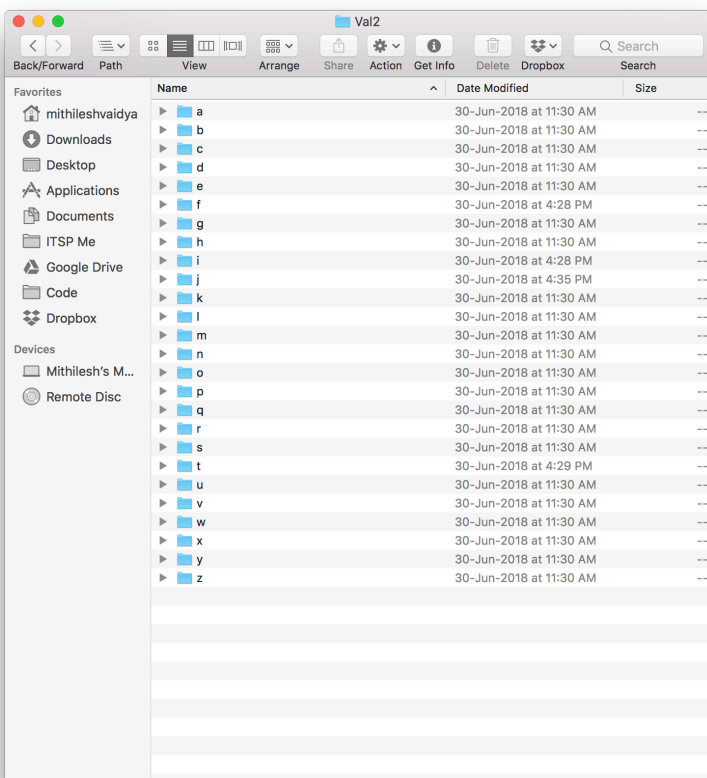 Val2
Back/Forward Path View Arrange Share Action Get Info Delete Dropbox Search
Search
Favorites
mithileshvaidya
Downloads
Desktop
Applications
Documents
ITSP Me
Google Drive
Code
Dropbox
Devices
Mithilesh's M...
Remote Disc
Name Date Modified Size
a 30-Jun-2018 at 11:30 AM --
b 30-Jun-2018 at 11:30 AM --
c 30-Jun-2018 at 11:30 AM --
d 30-Jun-2018 at 11:30 AM --
e 30-Jun-2018 at 11:30 AM --
f 30-Jun-2018 at 4:28 PM --
g 30-Jun-2018 at 11:30 AM --
h 30-Jun-2018 at 11:30 AM --
i 30-Jun-2018 at 4:28 PM --
j 30-Jun-2018 at 4:35 PM --
k 30-Jun-2018 at 11:30 AM --
l 30-Jun-2018 at 11:30 AM --
m 30-Jun-2018 at 11:30 AM --
n 30-Jun-2018 at 11:30 AM --
o 30-Jun-2018 at 11:30 AM --
p 30-Jun-2018 at 11:30 AM --
q 30-Jun-2018 at 11:30 AM --
r 30-Jun-2018 at 11:30 AM --
s 30-Jun-2018 at 11:30 AM --
t 30-Jun-2018 at 4:29 PM --
u 30-Jun-2018 at 11:30 AM --
v 30-Jun-2018 at 11:30 AM --
w 30-Jun-2018 at 11:30 AM --
x 30-Jun-2018 at 11:30 AM --
y 30-Jun-2018 at 11:30 AM --
z 30-Jun-2018 at 11:30 AM --